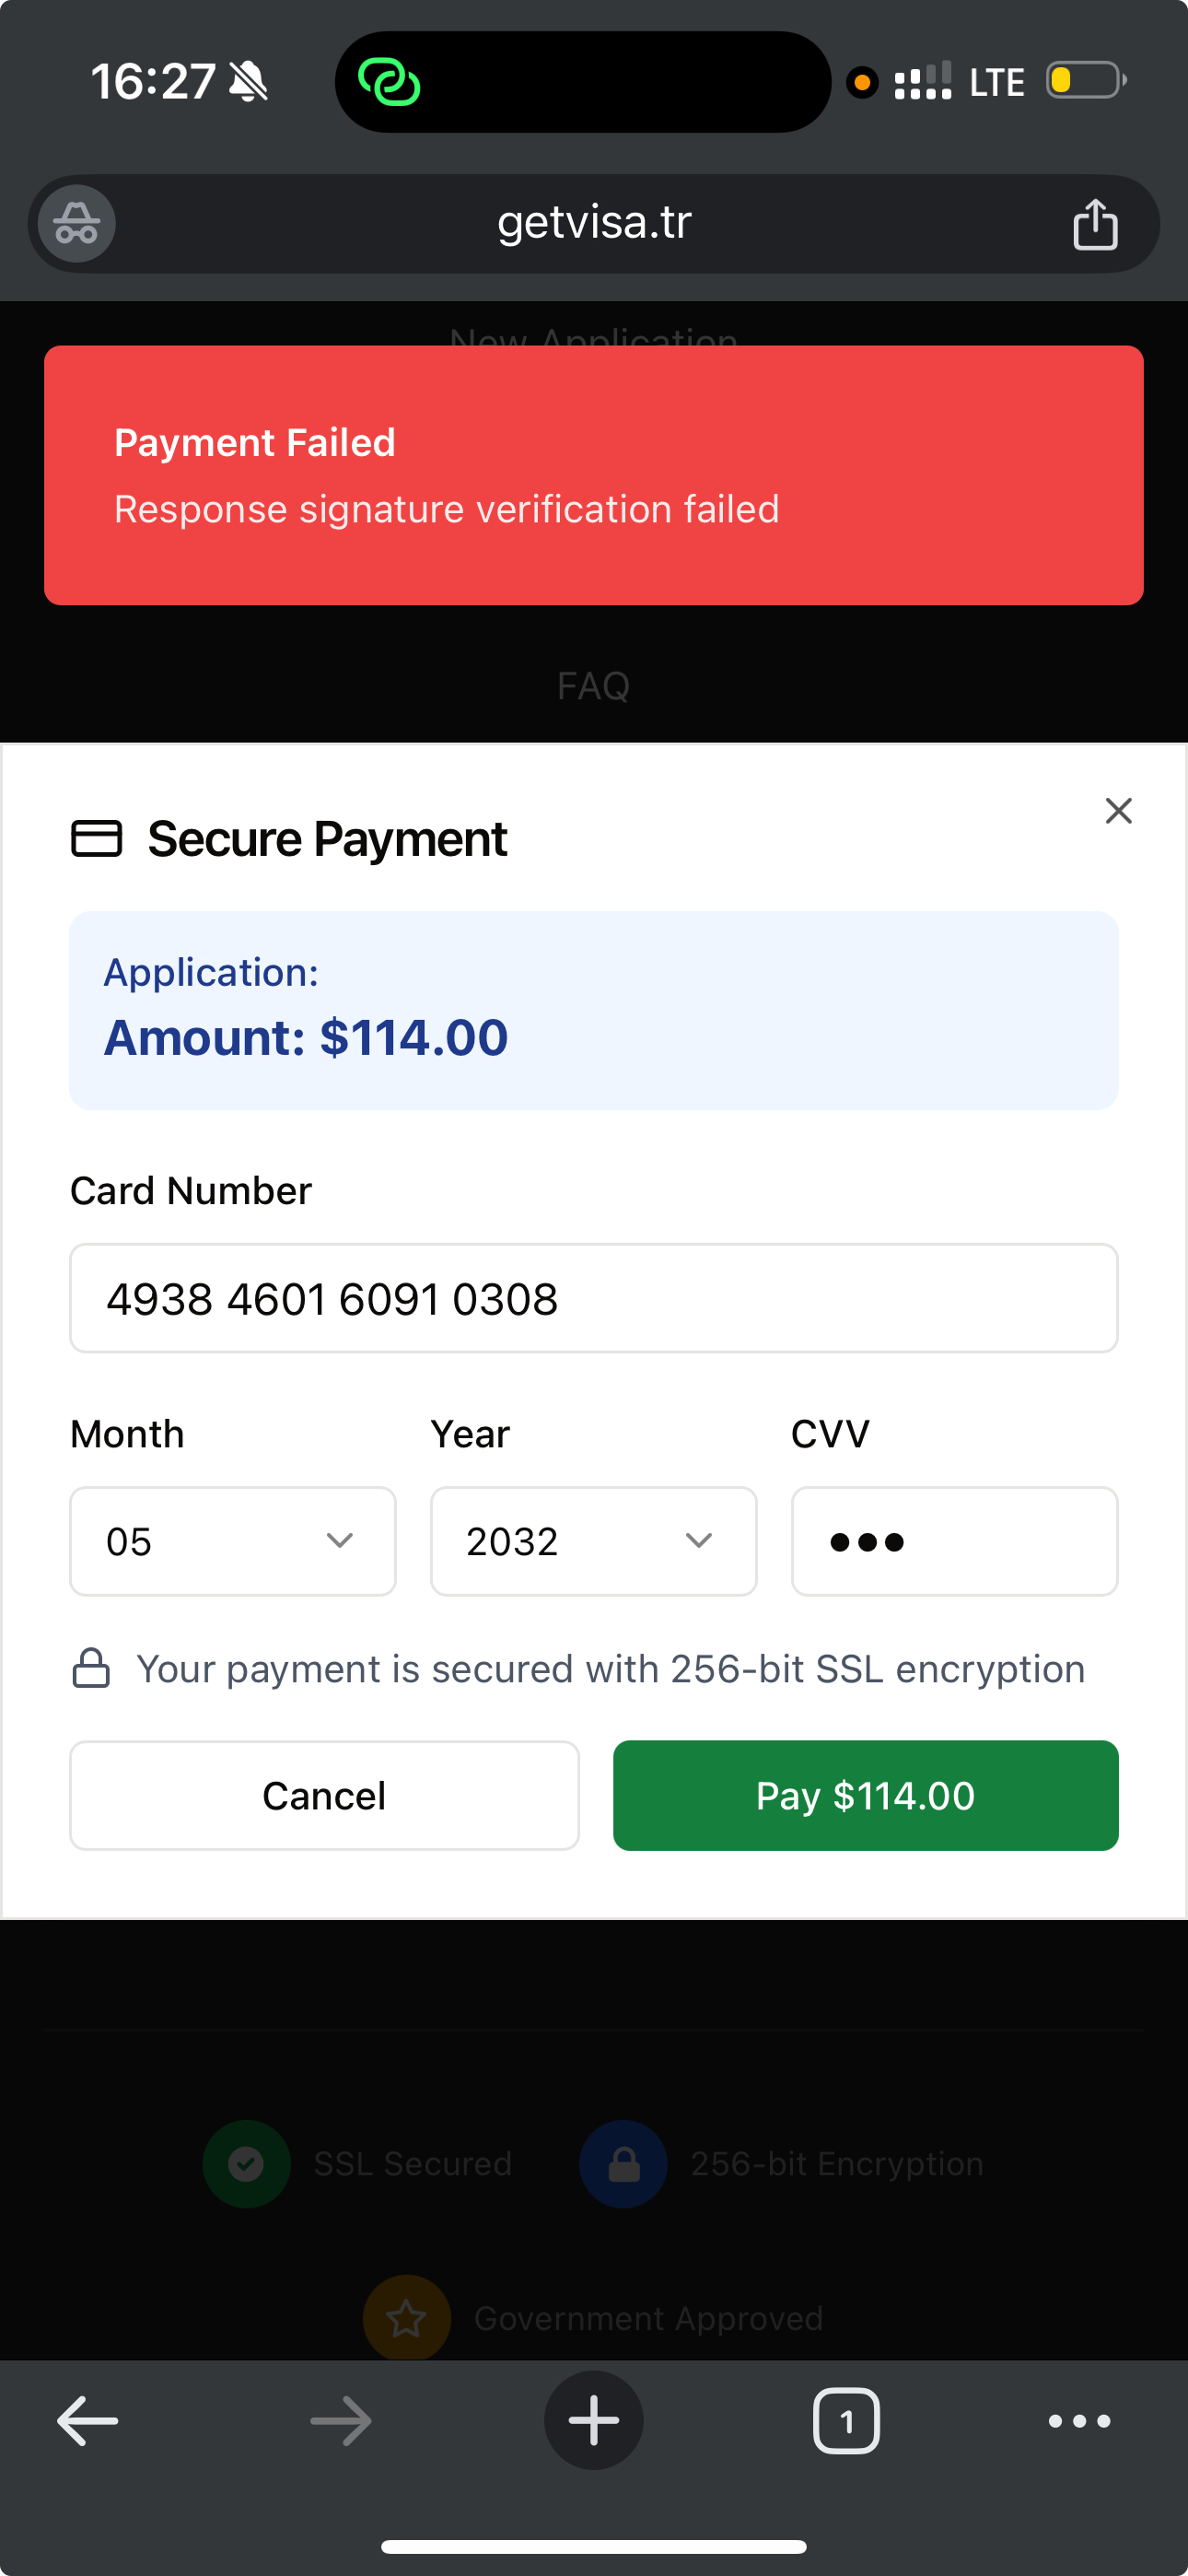 16:27
LTE
getvisa.tr
New Application
Payment Failed
Response signature verification failed
FAQ
Secure Payment
Application:
Amount: $114.00
Card Number
4938 4601 6091 0308
Month Year CVV
05 2032 •••
Your payment is secured with 256-bit SSL encryption
Cancel Pay $114.00
SSL Secured 256-bit Encryption
Government Approved
1